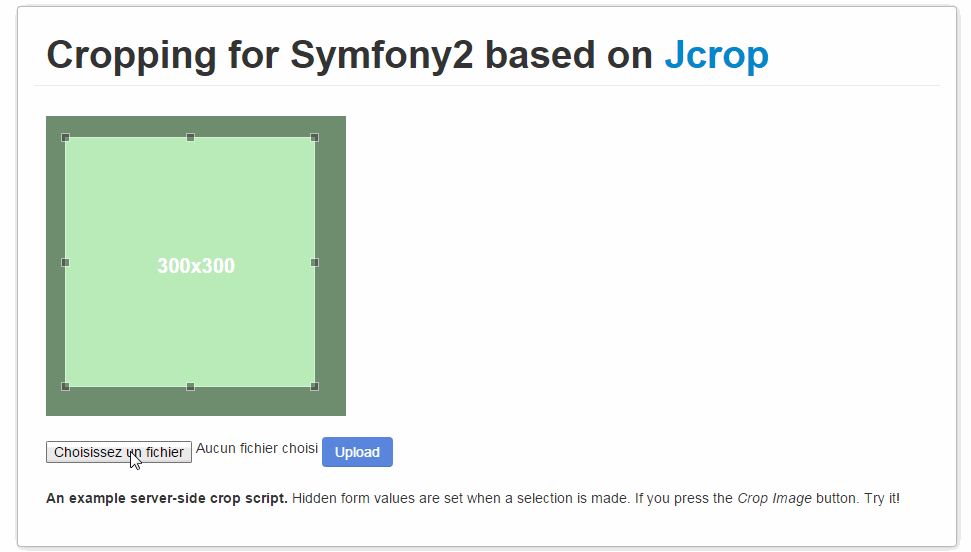 Cropping for Symfony2 based on Jcrop
300x300
Choisissez un fichier Aucun fichier choisi Upload
An example server-side crop script. Hidden form values are set when a selection is made. If you press the Crop Image button. Try it!